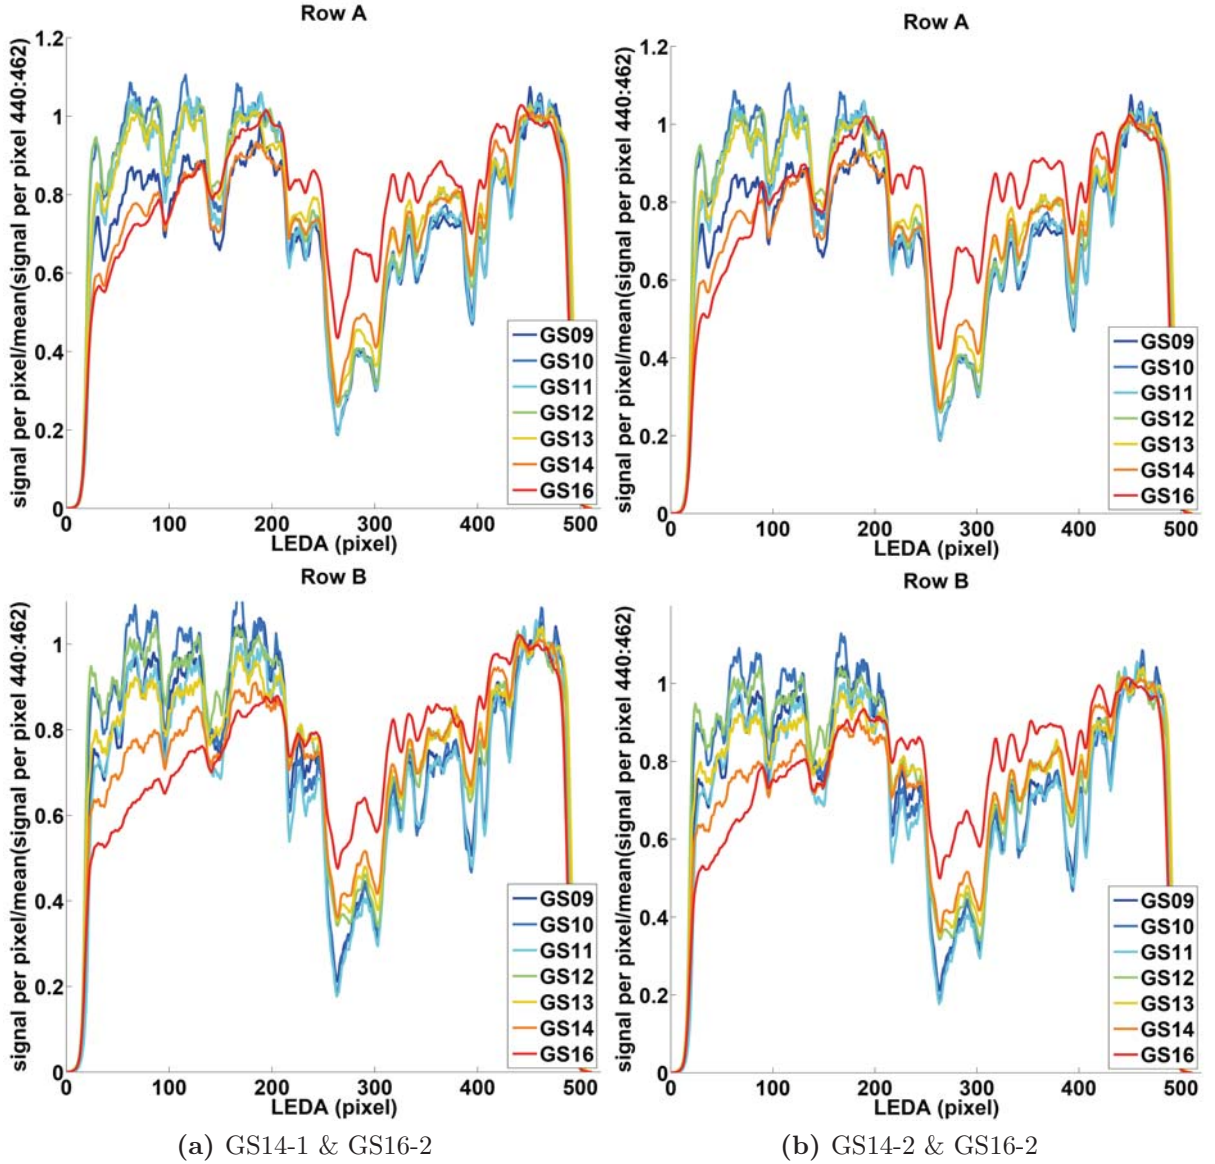 Row A
signal per pixel/mean(signal per pixel 440:462)
1.2
1
0.8
0.6
0.4
0.2
0
0 100 200 300 400 500
LEDA (pixel)
GS09
GS10
GS11
GS12
GS13
GS14
GS16
Row A
signal per pixel/mean(signal per pixel 440:462)
1.2
1
0.8
0.6
0.4
0.2
0
0 100 200 300 400 500
LEDA (pixel)
GS09
GS10
GS11
GS12
GS13
GS14
GS16
Row B
signal per pixel/mean(signal per pixel 440:462)
1
0.8
0.6
0.4
0.2
0
0 100 200 300 400 500
LEDA (pixel)
GS09
GS10
GS11
GS12
GS13
GS14
GS16
Row B
signal per pixel/mean(signal per pixel 440:462)
1
0.8
0.6
0.4
0.2
0
0 100 200 300 400 500
LEDA (pixel)
GS09
GS10
GS11
GS12
GS13
GS14
GS16
(a) GS14-1 & GS16-2
(b) GS14-2 & GS16-2